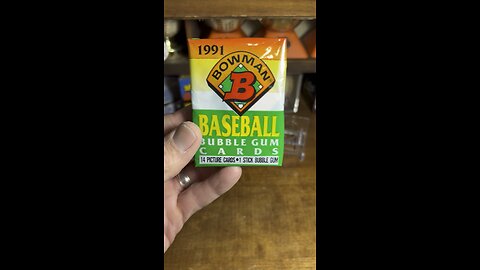 1991
BOWMAN
B
BASEBALL
BUBBLE GUM
CARDS
14 PICTURE CARDS • 1 STICK BUBBLE GUM